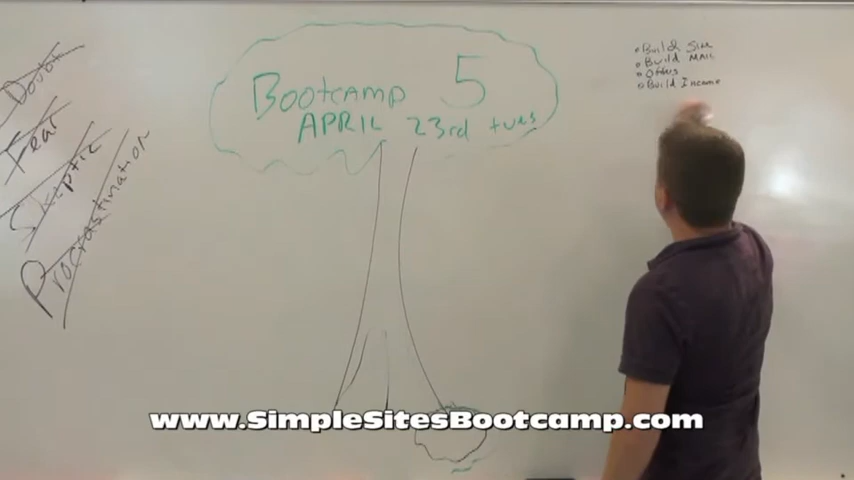 Doubt
Fear
Skeptic
Procrastination
Bootcamp 5
APRIL 23rd tues
• Build Site
• Build MAIL
• Offers
• Build Income
www.SimpleSitesBootcamp.com